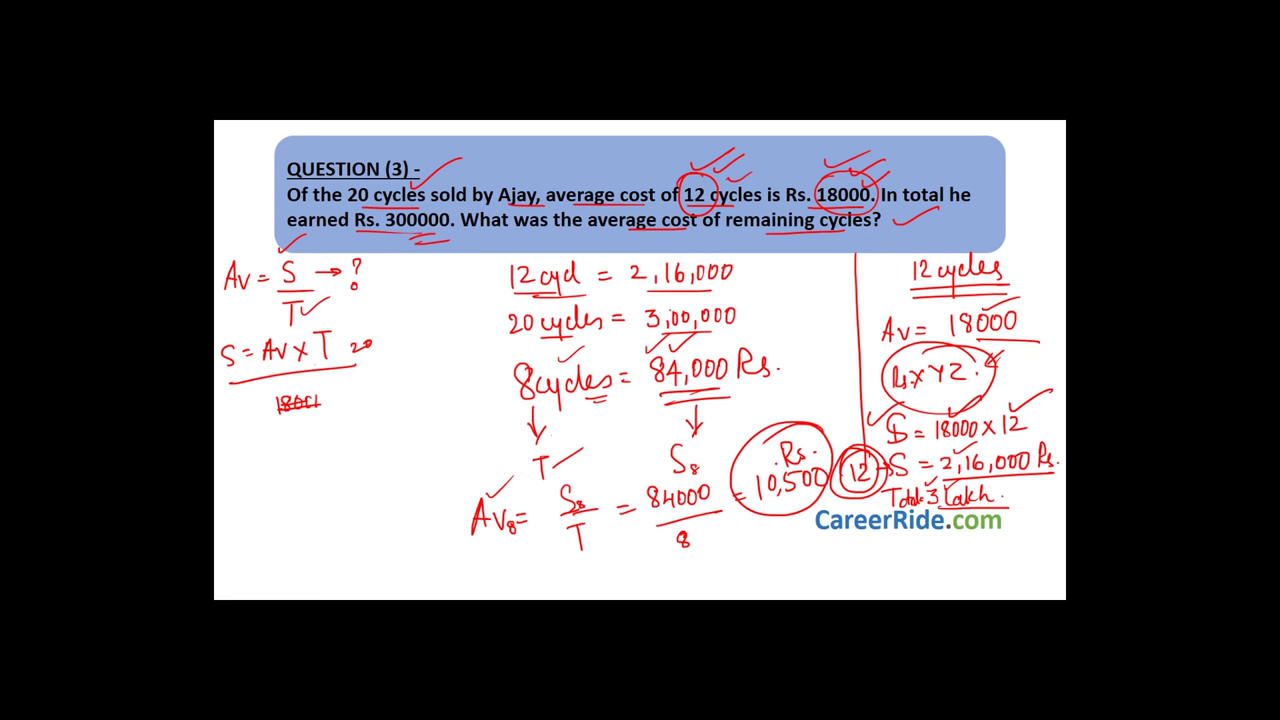 QUESTION (3) -
Of the 20 cycles sold by Ajay, average cost of 12 cycles is Rs. 18000. In total he
earned Rs. 300000. What was the average cost of remaining cycles?
Av = S → ?
T
S = Av x T 20
12 cycl = 2,16,000
20 cycles = 3,00,000
8 cycles = 84,000 Rs.
T
S8
Av8 = S8 / T = 84000 / 8 = Rs. 10,500
12 cycles
Av = 18000
Rs. X Y Z.
S = 18000 x 12
12 → S = 2,16,000 Rs.
Total = 3 Lakh.
CareerRide.com